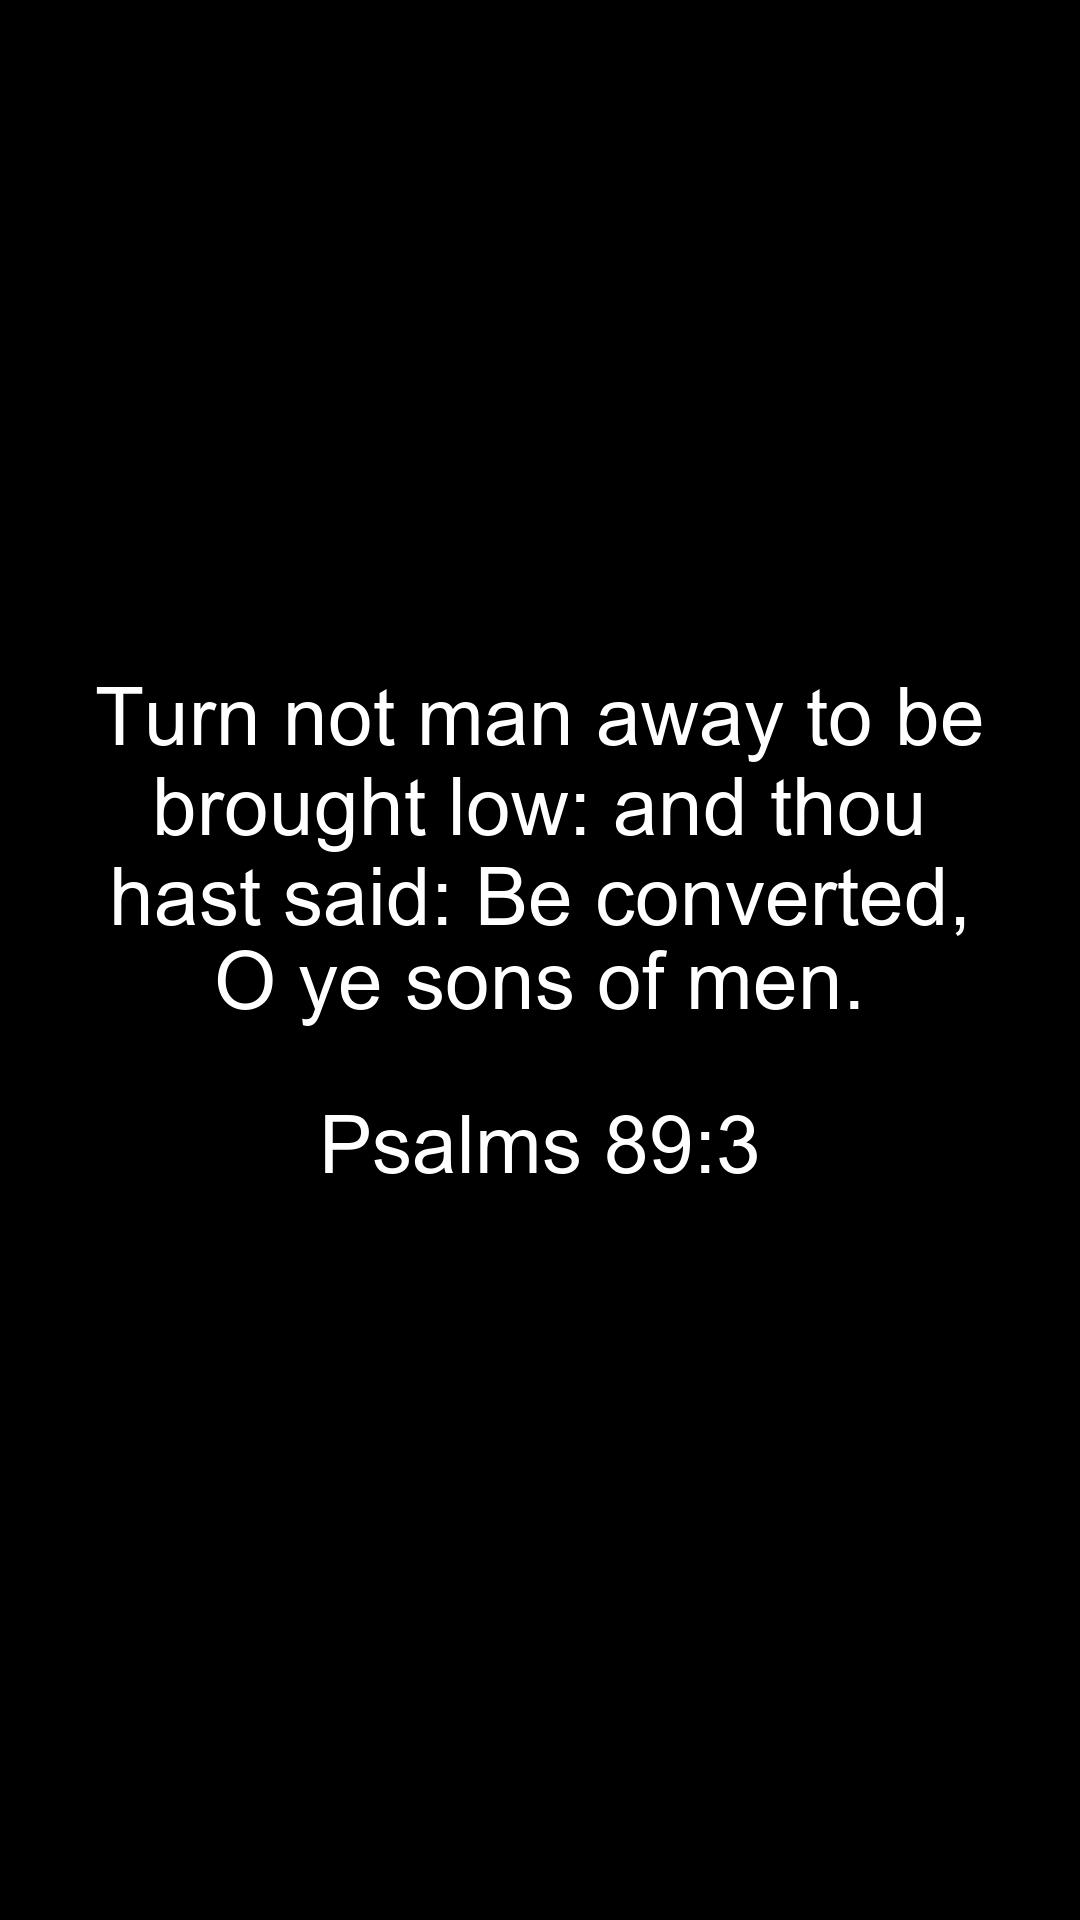 Turn not man away to be
brought low: and thou
hast said: Be converted,
O ye sons of men.
Psalms 89:3